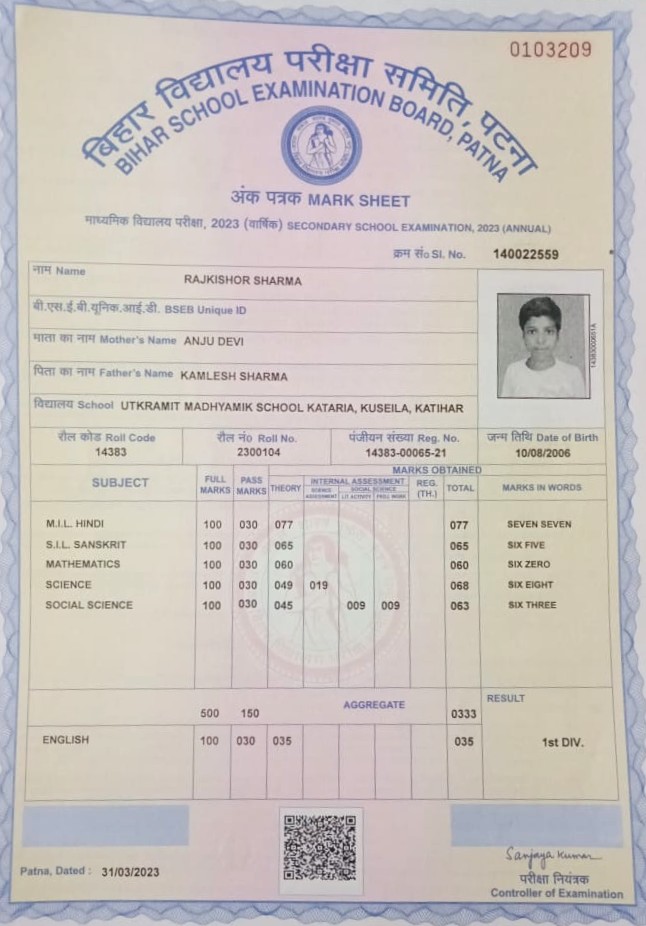 0103209
बिहार विद्यालय परीक्षा समिति, पटना
BIHAR SCHOOL EXAMINATION BOARD, PATNA
अंक पत्रक MARK SHEET
माध्यमिक विद्यालय परीक्षा, 2023 (वार्षिक) SECONDARY SCHOOL EXAMINATION, 2023 (ANNUAL)
क्रम सं० Sl. No. 140022559
नाम Name RAJKISHOR SHARMA
बी.एस.ई.बी.यूनिक.आई.डी. BSEB Unique ID
माता का नाम Mother's Name ANJU DEVI
पिता का नाम Father's Name KAMLESH SHARMA
विद्यालय School UTKRAMIT MADHYAMIK SCHOOL KATARIA, KUSEILA, KATIHAR
रौल कोड Roll Code रौल नं० Roll No. पंजीयन संख्या Reg. No. जन्म तिथि Date of Birth
14383 2300104 14383-00065-21 10/08/2006
SUBJECT FULL MARKS PASS MARKS MARKS OBTAINED
THEORY INTERNAL ASSESSMENT REG. (TH.) TOTAL MARKS IN WORDS
SCIENCE ASSESSMENT SOCIAL SCIENCE LIT ACTIVITY PROJ WORK
M.I.L. HINDI 100 030 077 077 SEVEN SEVEN
S.I.L. SANSKRIT 100 030 065 065 SIX FIVE
MATHEMATICS 100 030 060 060 SIX ZERO
SCIENCE 100 030 049 019 068 SIX EIGHT
SOCIAL SCIENCE 100 030 045 009 009 063 SIX THREE
500 150 AGGREGATE 0333 RESULT
ENGLISH 100 030 035 035 1st DIV.
Patna, Dated : 31/03/2023
Sanjaya Kumar
परीक्षा नियंत्रक
Controller of Examination